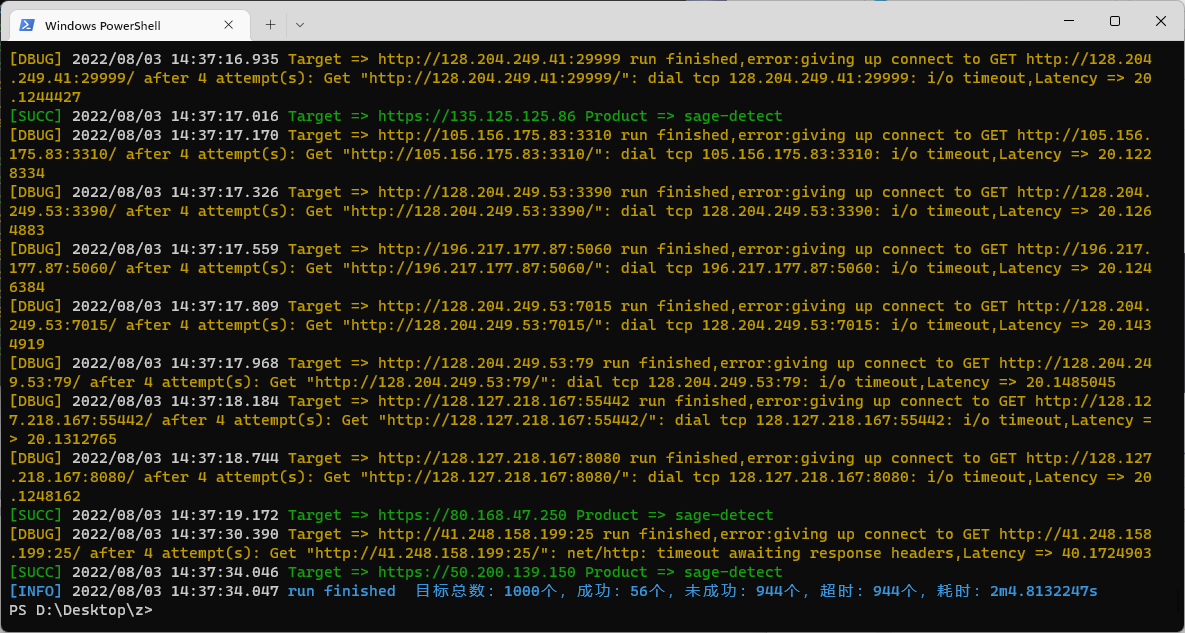 Windows PowerShell
[DBUG] 2022/08/03 14:37:16.935 Target => http://128.204.249.41:29999 run finished,error:giving up connect to GET http://128.204
.249.41:29999/ after 4 attempt(s): Get "http://128.204.249.41:29999/": dial tcp 128.204.249.41:29999: i/o timeout,Latency => 20
.1244427
[SUCC] 2022/08/03 14:37:17.016 Target => https://135.125.125.86 Product => sage-detect
[DBUG] 2022/08/03 14:37:17.170 Target => http://105.156.175.83:3310 run finished,error:giving up connect to GET http://105.156.
175.83:3310/ after 4 attempt(s): Get "http://105.156.175.83:3310/": dial tcp 105.156.175.83:3310: i/o timeout,Latency => 20.122
8334
[DBUG] 2022/08/03 14:37:17.326 Target => http://128.204.249.53:3390 run finished,error:giving up connect to GET http://128.204.
249.53:3390/ after 4 attempt(s): Get "http://128.204.249.53:3390/": dial tcp 128.204.249.53:3390: i/o timeout,Latency => 20.126
4883
[DBUG] 2022/08/03 14:37:17.559 Target => http://196.217.177.87:5060 run finished,error:giving up connect to GET http://196.217.
177.87:5060/ after 4 attempt(s): Get "http://196.217.177.87:5060/": dial tcp 196.217.177.87:5060: i/o timeout,Latency => 20.124
6384
[DBUG] 2022/08/03 14:37:17.809 Target => http://128.204.249.53:7015 run finished,error:giving up connect to GET http://128.204.
249.53:7015/ after 4 attempt(s): Get "http://128.204.249.53:7015/": dial tcp 128.204.249.53:7015: i/o timeout,Latency => 20.143
4919
[DBUG] 2022/08/03 14:37:17.968 Target => http://128.204.249.53:79 run finished,error:giving up connect to GET http://128.204.24
9.53:79/ after 4 attempt(s): Get "http://128.204.249.53:79/": dial tcp 128.204.249.53:79: i/o timeout,Latency => 20.1485045
[DBUG] 2022/08/03 14:37:18.184 Target => http://128.127.218.167:55442 run finished,error:giving up connect to GET http://128.12
7.218.167:55442/ after 4 attempt(s): Get "http://128.127.218.167:55442/": dial tcp 128.127.218.167:55442: i/o timeout,Latency =
> 20.1312765
[DBUG] 2022/08/03 14:37:18.744 Target => http://128.127.218.167:8080 run finished,error:giving up connect to GET http://128.127
.218.167:8080/ after 4 attempt(s): Get "http://128.127.218.167:8080/": dial tcp 128.127.218.167:8080: i/o timeout,Latency => 20
.1248162
[SUCC] 2022/08/03 14:37:19.172 Target => https://80.168.47.250 Product => sage-detect
[DBUG] 2022/08/03 14:37:30.390 Target => http://41.248.158.199:25 run finished,error:giving up connect to GET http://41.248.158
.199:25/ after 4 attempt(s): Get "http://41.248.158.199:25/": net/http: timeout awaiting response headers,Latency => 40.1724903
[SUCC] 2022/08/03 14:37:34.046 Target => https://50.200.139.150 Product => sage-detect
[INFO] 2022/08/03 14:37:34.047 run finished  目标总数: 1000个, 成功: 56个, 未成功: 944个, 超时: 944个, 耗时: 2m4.8132247s
PS D:\Desktop\z>